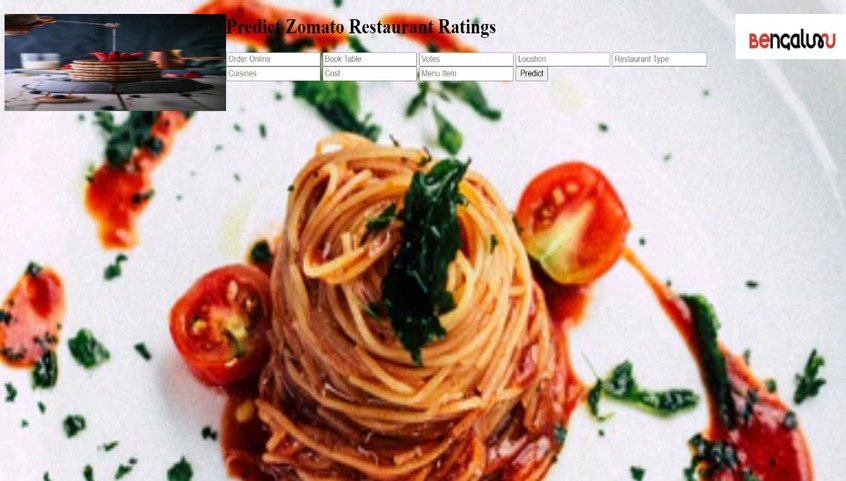 Predict Zomato Restaurant Ratings
Order Online Book Table Votes Location Restaurant Type
Cuisines Cost Menu Item Predict
BENGALURU